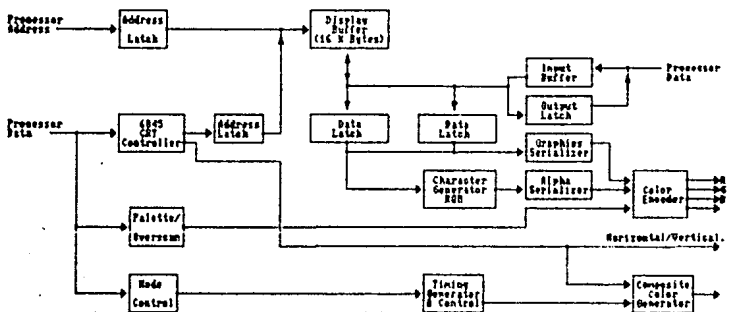 Processor
Address
Address
Latch
Display
Buffer
(16 K Bytes)
Input
Buffer
Processor
Data
Output
Latch
Processor
Data
6845
CRT
Controller
Address
Latch
Data
Latch
Data
Latch
Graphics
Serializer
Character
Generator
ROM
Alpha
Serializer
Color
Encoder
R
G
B
Palette/
Overscan
Horizontal/Vertical.
Mode
Control
Timing
Generator
& Control
Composite
Color
Generator